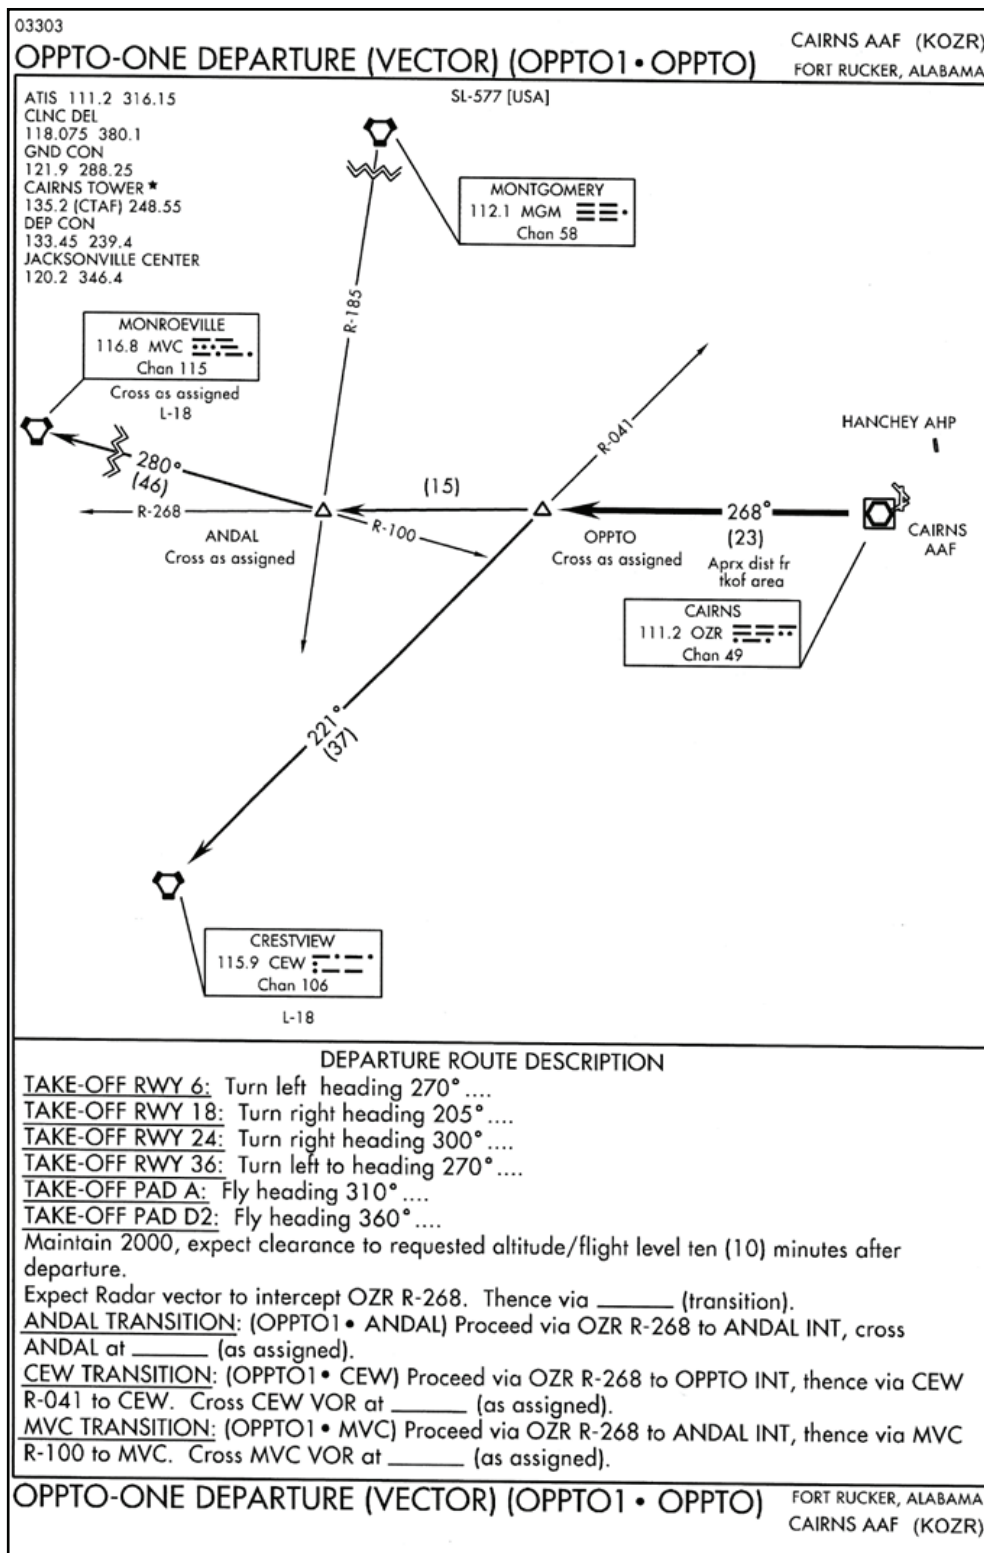 03303
OPPTO-ONE DEPARTURE (VECTOR) (OPPTO1 • OPPTO)
CAIRNS AAF (KOZR)
FORT RUCKER, ALABAMA
SL-577 [USA]
ATIS 111.2 316.15
CLNC DEL
118.075 380.1
GND CON
121.9 288.25
CAIRNS TOWER ★
135.2 (CTAF) 248.55
DEP CON
133.45 239.4
JACKSONVILLE CENTER
120.2 346.4
MONTGOMERY
112.1 MGM
Chan 58
R-185
MONROEVILLE
116.8 MVC
Chan 115
Cross as assigned
L-18
R-041
HANCHEY AHP
280°
(46)
R-268
ANDAL
Cross as assigned
R-100
(15)
OPPTO
Cross as assigned
268°
(23)
Aprx dist fr
tkof area
CAIRNS
AAF
CAIRNS
111.2 OZR
Chan 49
221°
(37)
CRESTVIEW
115.9 CEW
Chan 106
L-18
DEPARTURE ROUTE DESCRIPTION
TAKE-OFF RWY 6: Turn left heading 270°....
TAKE-OFF RWY 18: Turn right heading 205°....
TAKE-OFF RWY 24: Turn right heading 300°....
TAKE-OFF RWY 36: Turn left to heading 270°....
TAKE-OFF PAD A: Fly heading 310°....
TAKE-OFF PAD D2: Fly heading 360°....
Maintain 2000, expect clearance to requested altitude/flight level ten (10) minutes after
departure.
Expect Radar vector to intercept OZR R-268. Thence via ______ (transition).
ANDAL TRANSITION: (OPPTO1 • ANDAL) Proceed via OZR R-268 to ANDAL INT, cross
ANDAL at ______ (as assigned).
CEW TRANSITION: (OPPTO1 • CEW) Proceed via OZR R-268 to OPPTO INT, thence via CEW
R-041 to CEW. Cross CEW VOR at ______ (as assigned).
MVC TRANSITION: (OPPTO1 • MVC) Proceed via OZR R-268 to ANDAL INT, thence via MVC
R-100 to MVC. Cross MVC VOR at ______ (as assigned).
OPPTO-ONE DEPARTURE (VECTOR) (OPPTO1 • OPPTO)
FORT RUCKER, ALABAMA
CAIRNS AAF (KOZR)